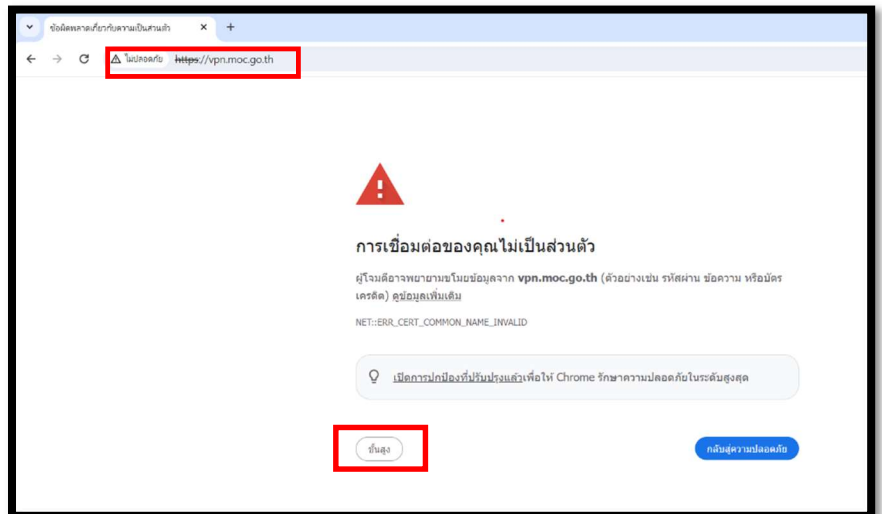 ข้อผิดพลาดเกี่ยวกับความเป็นส่วนตัว
ไม่ปลอดภัย https://vpn.moc.go.th
การเชื่อมต่อของคุณไม่เป็นส่วนตัว
ผู้โจมตีอาจพยายามขโมยข้อมูลจาก vpn.moc.go.th (ตัวอย่างเช่น รหัสผ่าน ข้อความ หรือบัตร
เครดิต) ดูข้อมูลเพิ่มเติม
NET::ERR_CERT_COMMON_NAME_INVALID
เปิดการปกป้องที่ปรับปรุงแล้วเพื่อให้ Chrome รักษาความปลอดภัยในระดับสูงสุด
ขั้นสูง
กลับสู่ความปลอดภัย